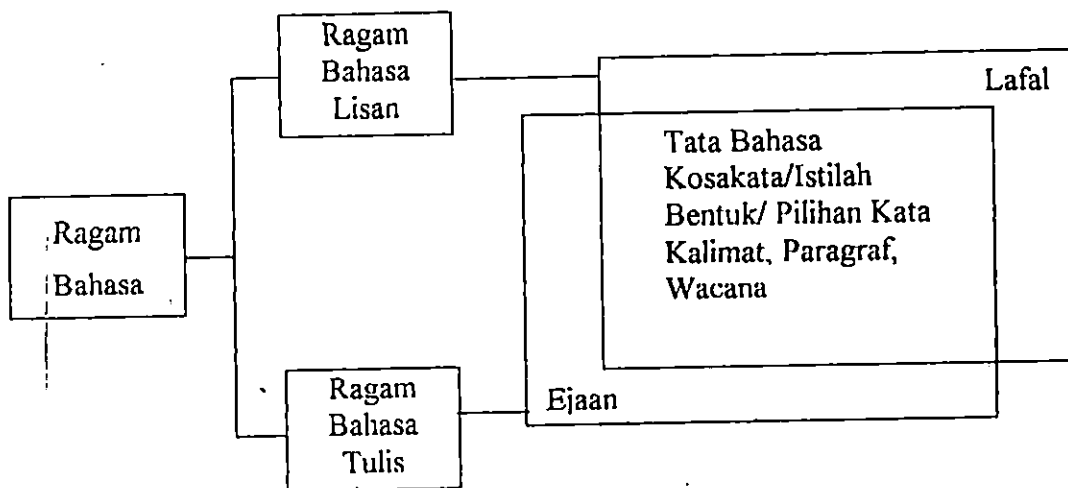 Ragam
Bahasa
Lisan
Lafal
Tata Bahasa
Kosakata/Istilah
Bentuk/ Pilihan Kata
Kalimat, Paragraf,
Wacana
Ragam
Bahasa
Ejaan
Ragam
Bahasa
Tulis